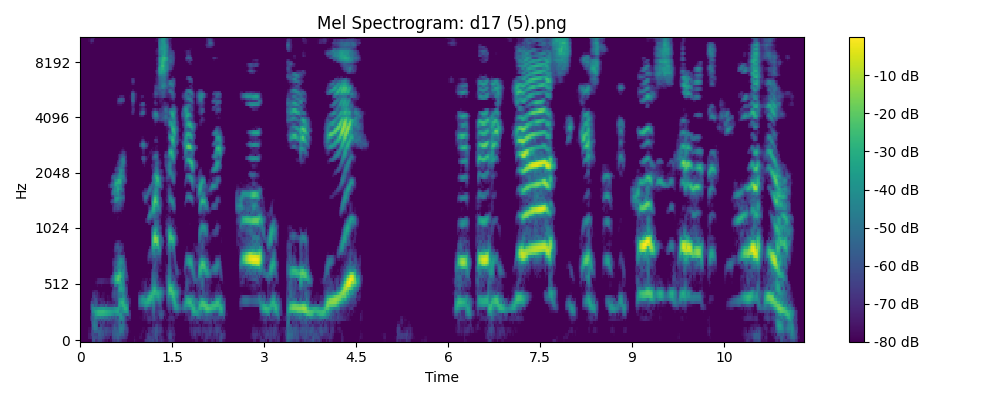 Mel Spectrogram: d17 (5).png
Hz
8192
4096
2048
1024
512
0
0 1.5 3 4.5 6 7.5 9 10
Time
-10 dB
-20 dB
-30 dB
-40 dB
-50 dB
-60 dB
-70 dB
-80 dB